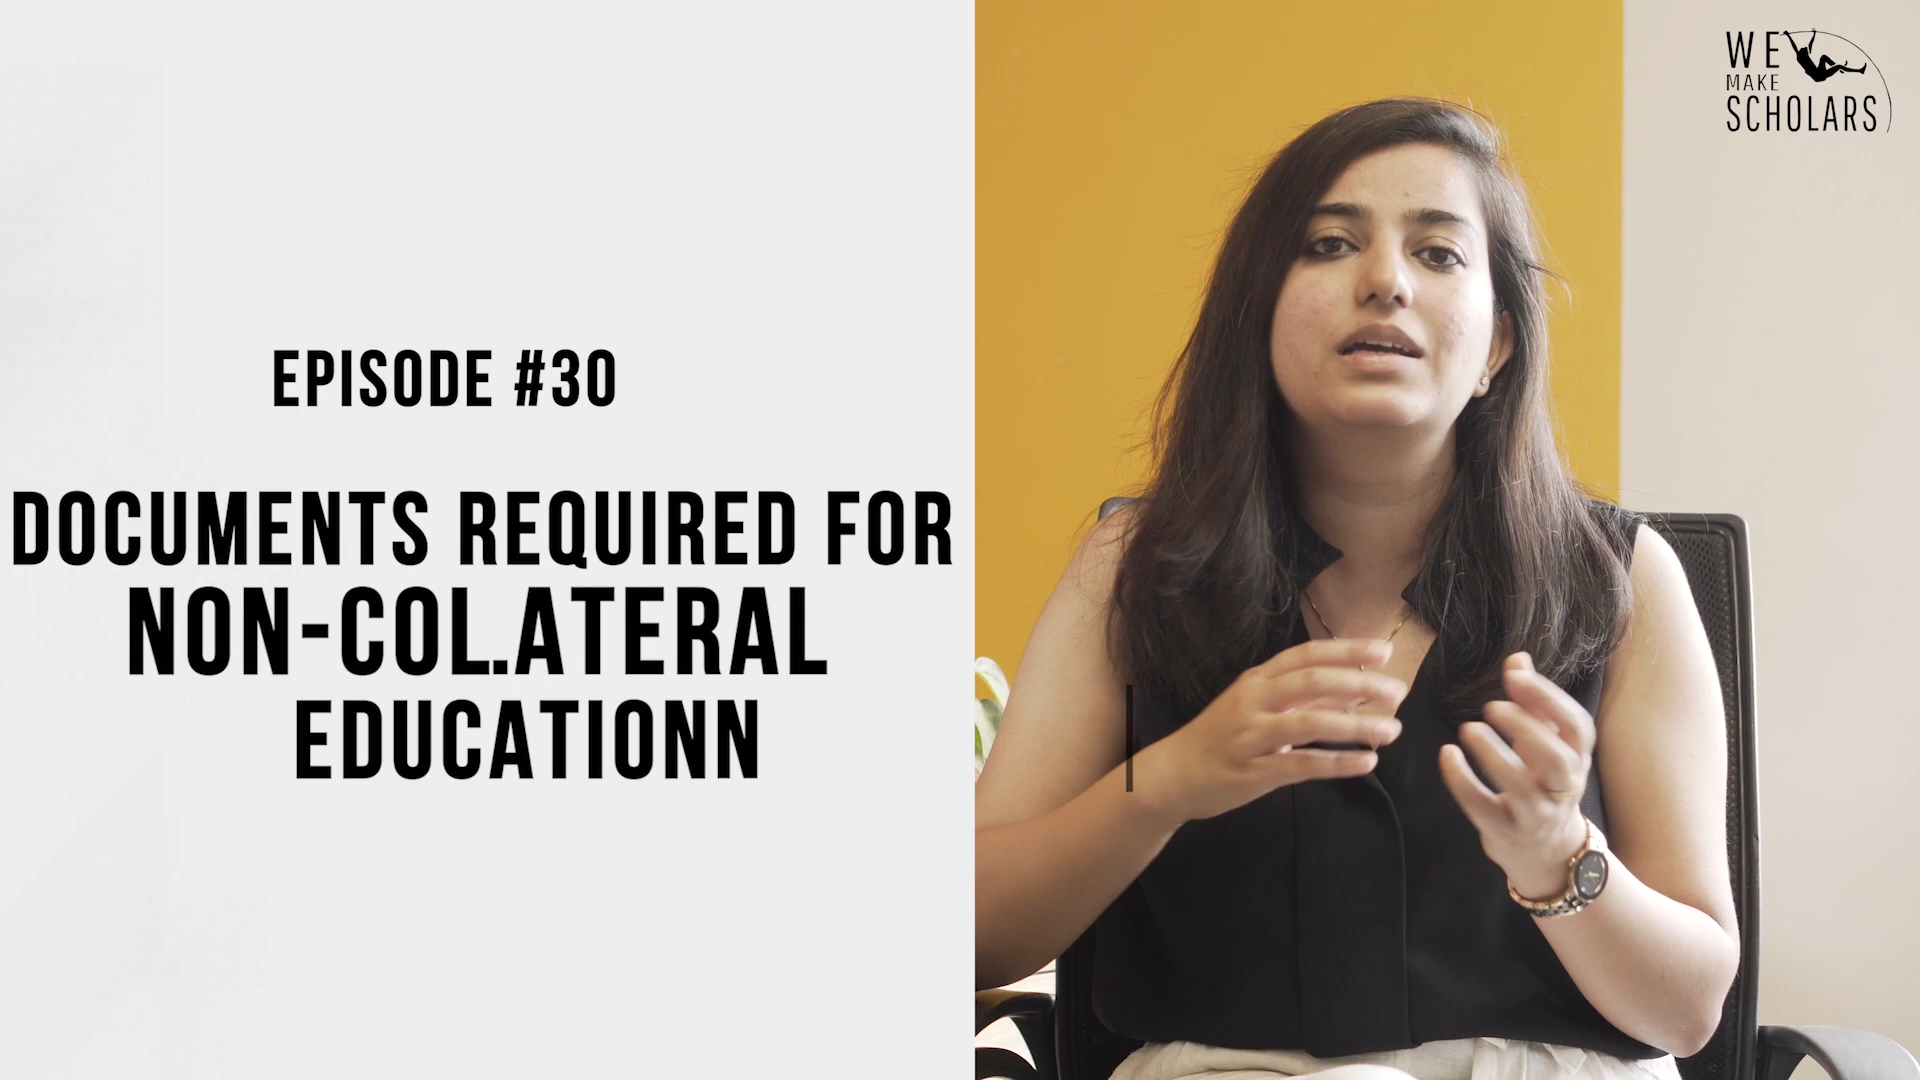 EPISODE #30
DOCUMENTS REQUIRED FOR
NON-COL.ATERAL
EDUCATIONN
WE
MAKE
SCHOLARS